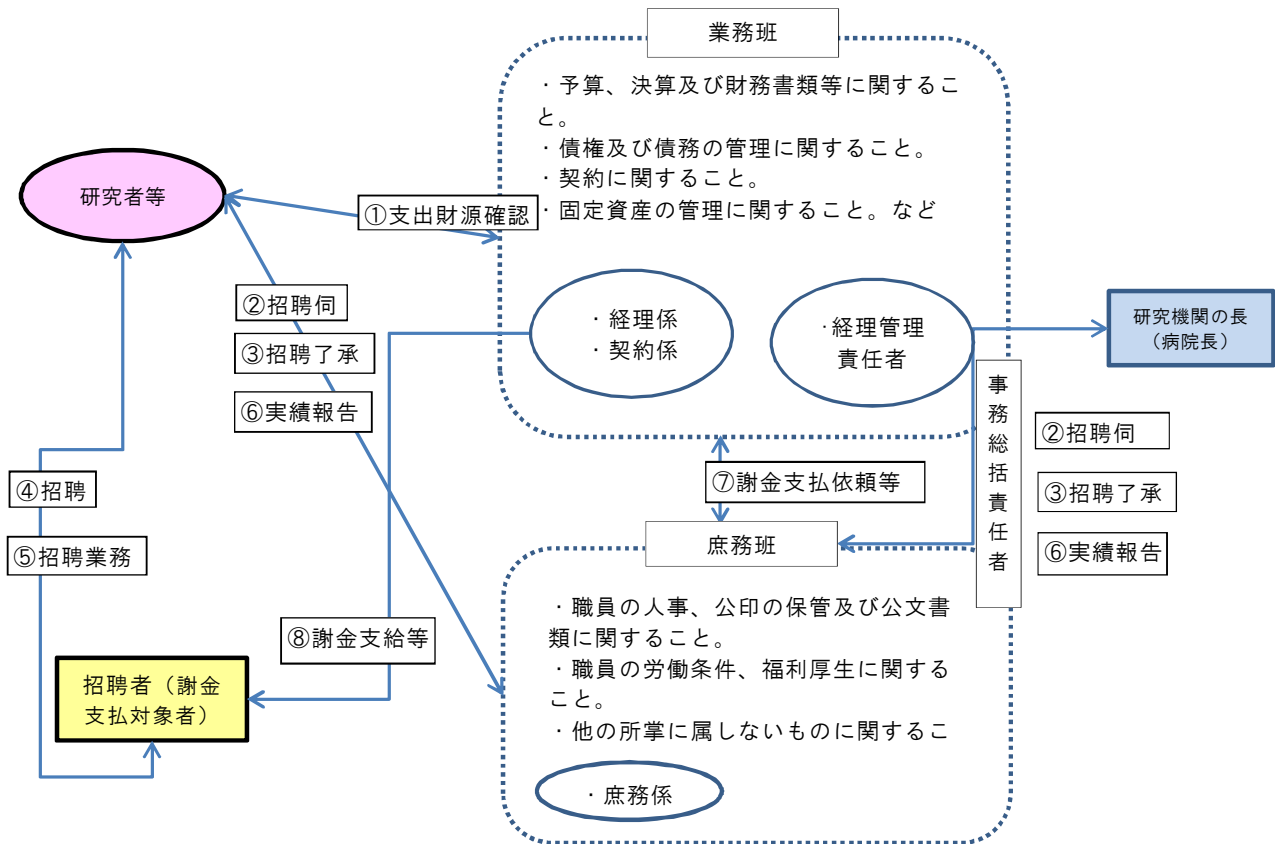 業務班
・予算、決算及び財務書類等に関するこ
と。
・債権及び債務の管理に関すること。
・契約に関すること。
・固定資産の管理に関すること。など
研究者等
①支出財源確認
②招聘伺
③招聘了承
⑥実績報告
・経理係
・契約係
・経理管理
責任者
研究機関の長
(病院長)
事務総括責任者
②招聘伺
③招聘了承
⑥実績報告
④招聘
⑤招聘業務
⑦謝金支払依頼等
庶務班
・職員の人事、公印の保管及び公文書
類に関すること。
・職員の労働条件、福利厚生に関する
こと。
・他の所掌に属しないものに関するこ
・庶務係
⑧謝金支給等
招聘者(謝金
支払対象者)